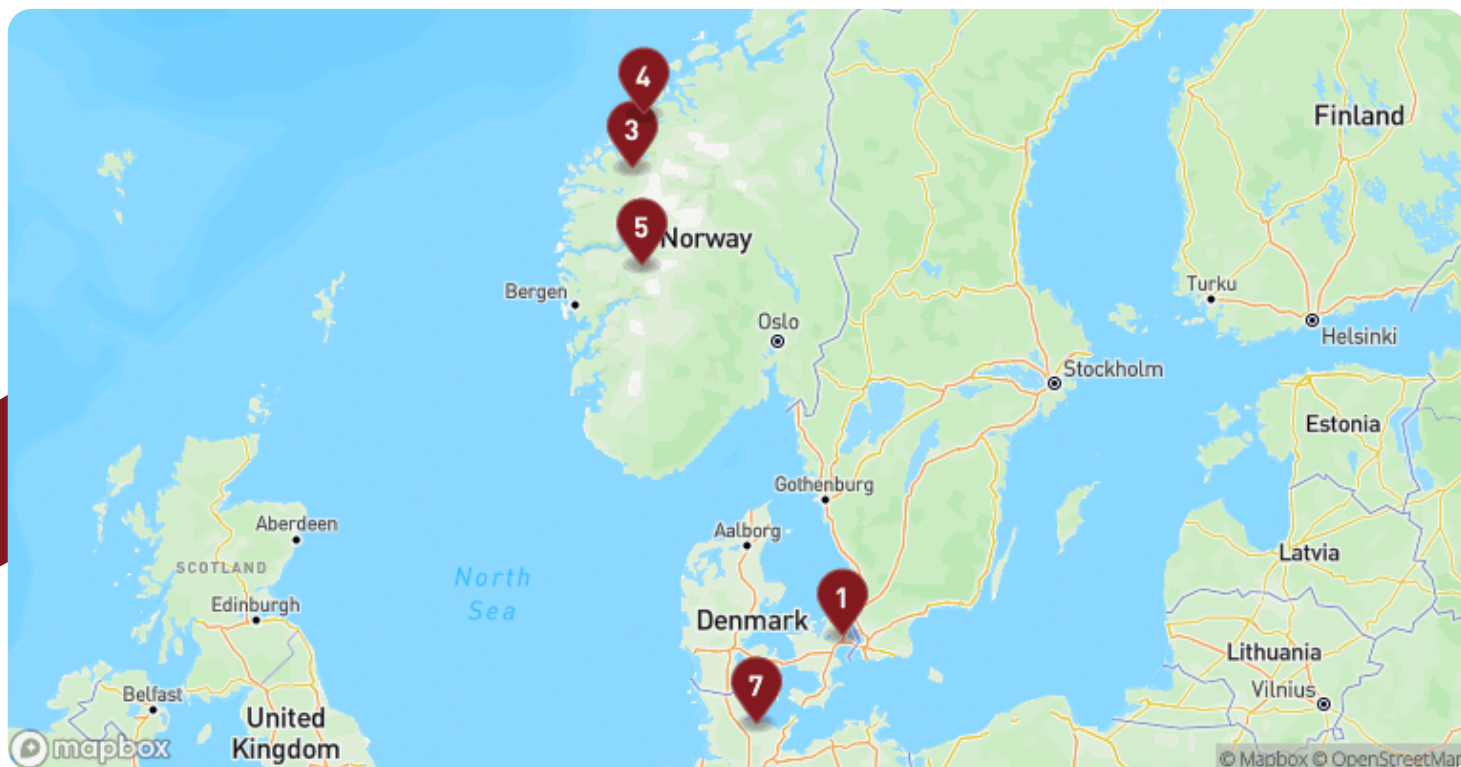 4
Finland
3
5
Norway
Bergen
Turku
Oslo
Helsinki
Stockholm
Estonia
Gothenburg
Aberdeen
Aalborg
Latvia
SCOTLAND
North
Sea
1
Edinburgh
Denmark
Lithuania
7
Belfast
Vilnius
United
Kingdom
mapbox
© Mapbox © OpenStreetMap